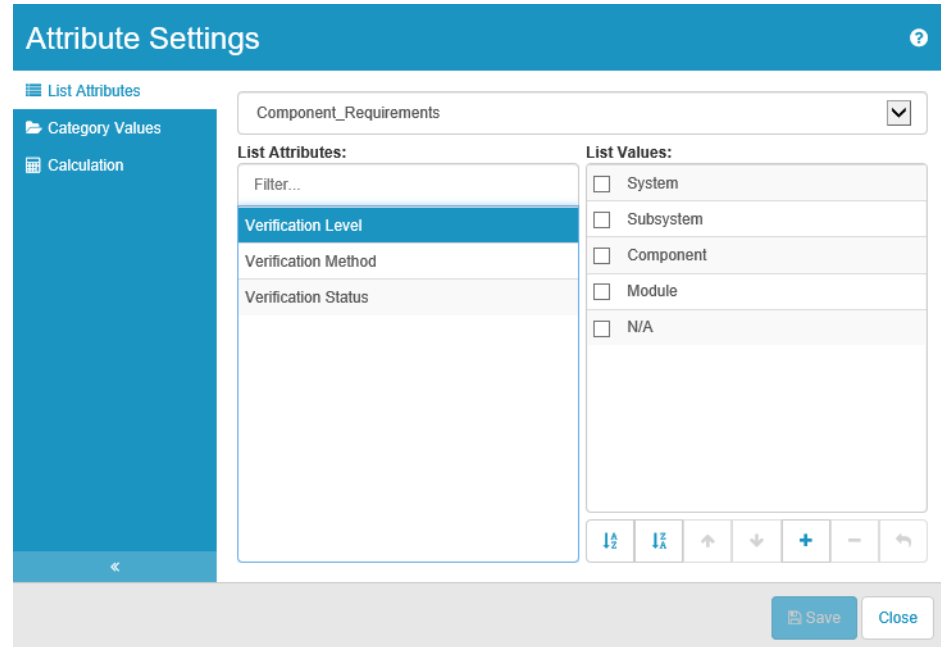 Attribute Settings
List Attributes
Category Values
Calculation
Component_Requirements
List Attributes:
Filter...
Verification Level
Verification Method
Verification Status
List Values:
System
Subsystem
Component
Module
N/A
Save
Close